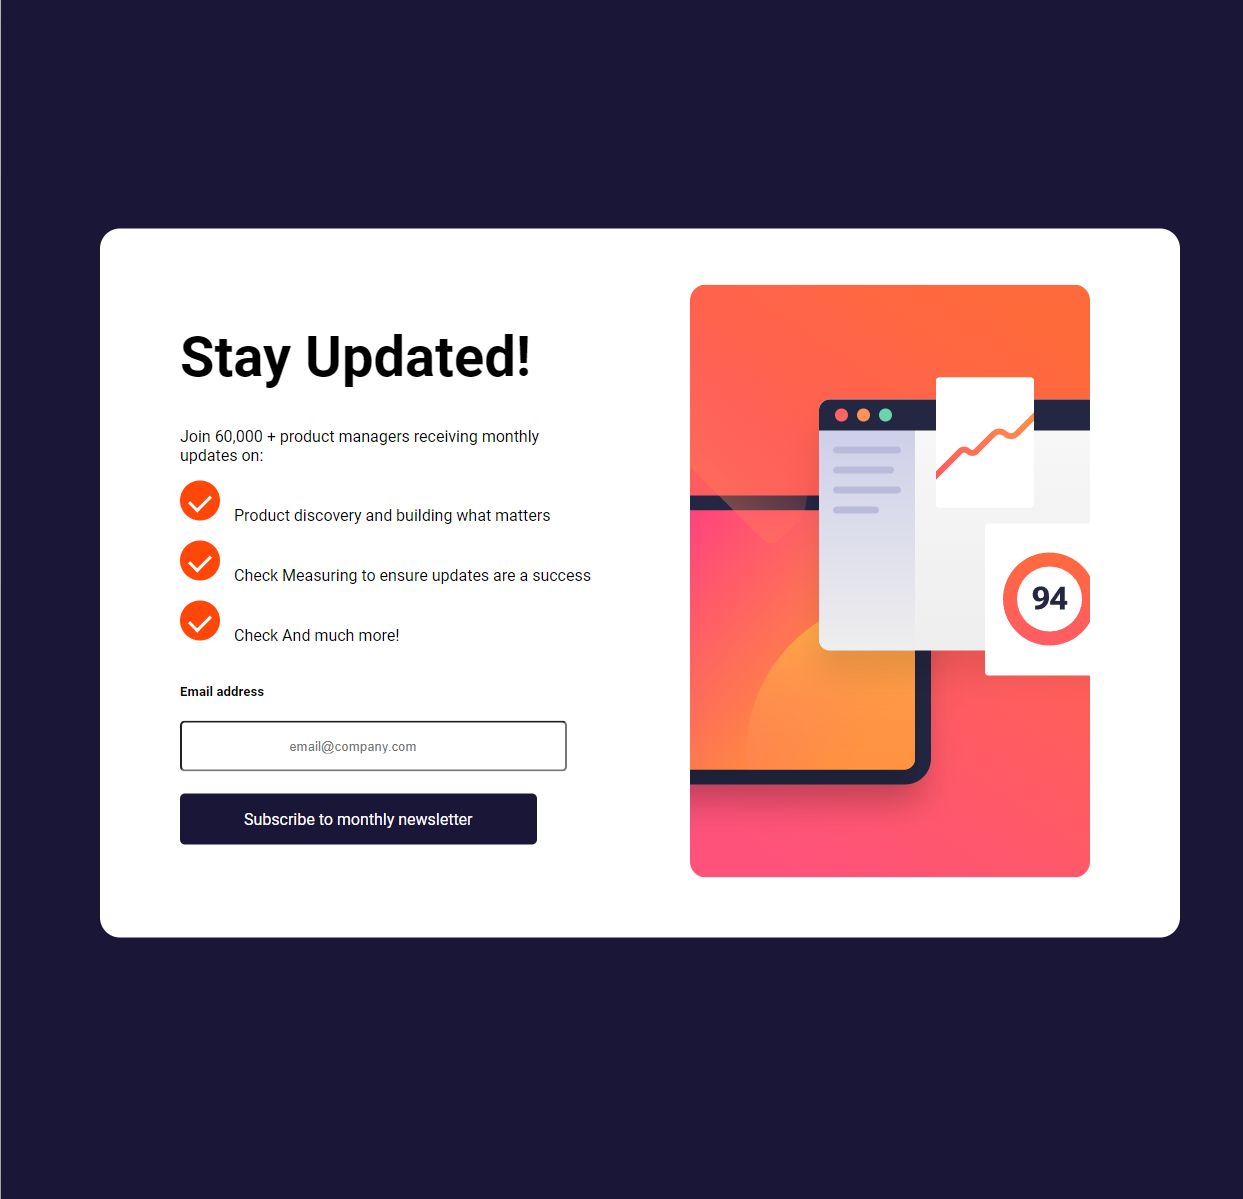 Stay Updated!
Join 60,000 + product managers receiving monthly
updates on:
Product discovery and building what matters
Check Measuring to ensure updates are a success
Check And much more!
Email address
email@company.com
Subscribe to monthly newsletter
94